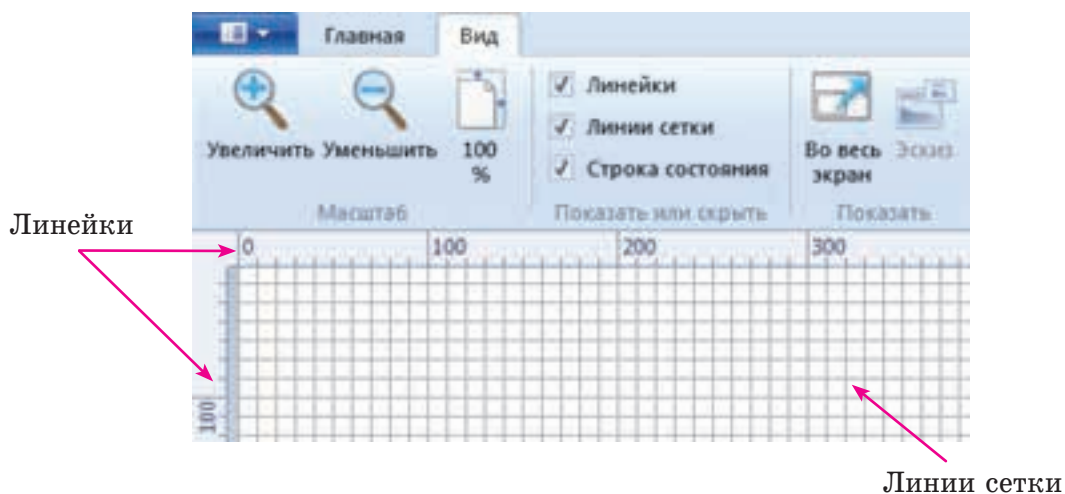 Главная Вид
Линейки
Линии сетки
Строка состояния
Увеличить Уменьшить 100 %
Во весь экран
Эскиз
Масштаб
Показать или скрыть
Показать
Линейки
0 100 200 300
100
Линии сетки